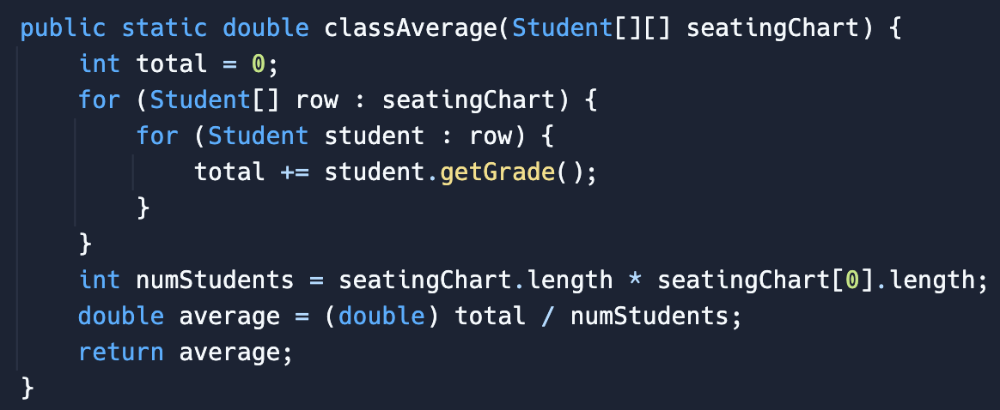 public static double classAverage(Student[][] seatingChart) {
    int total = 0;
    for (Student[] row : seatingChart) {
        for (Student student : row) {
            total += student.getGrade();
        }
    }
    int numStudents = seatingChart.length * seatingChart[0].length;
    double average = (double) total / numStudents;
    return average;
}